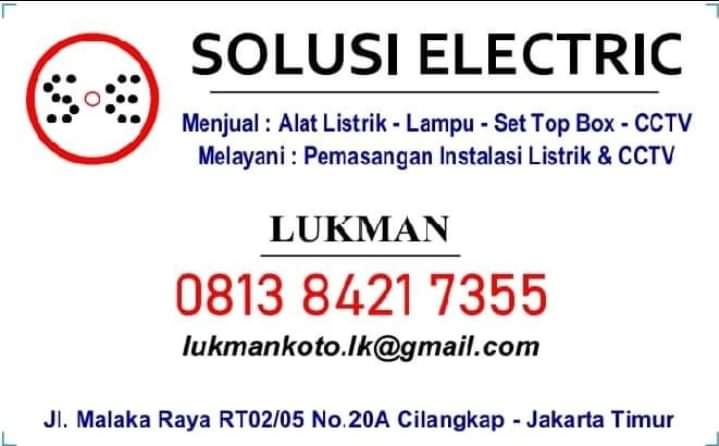 SOLUSI ELECTRIC
Menjual : Alat Listrik - Lampu - Set Top Box - CCTV
Melayani : Pemasangan Instalasi Listrik & CCTV
LUKMAN
0813 8421 7355
lukmankoto.lk@gmail.com
Jl. Malaka Raya RT02/05 No.20A Cilangkap - Jakarta Timur